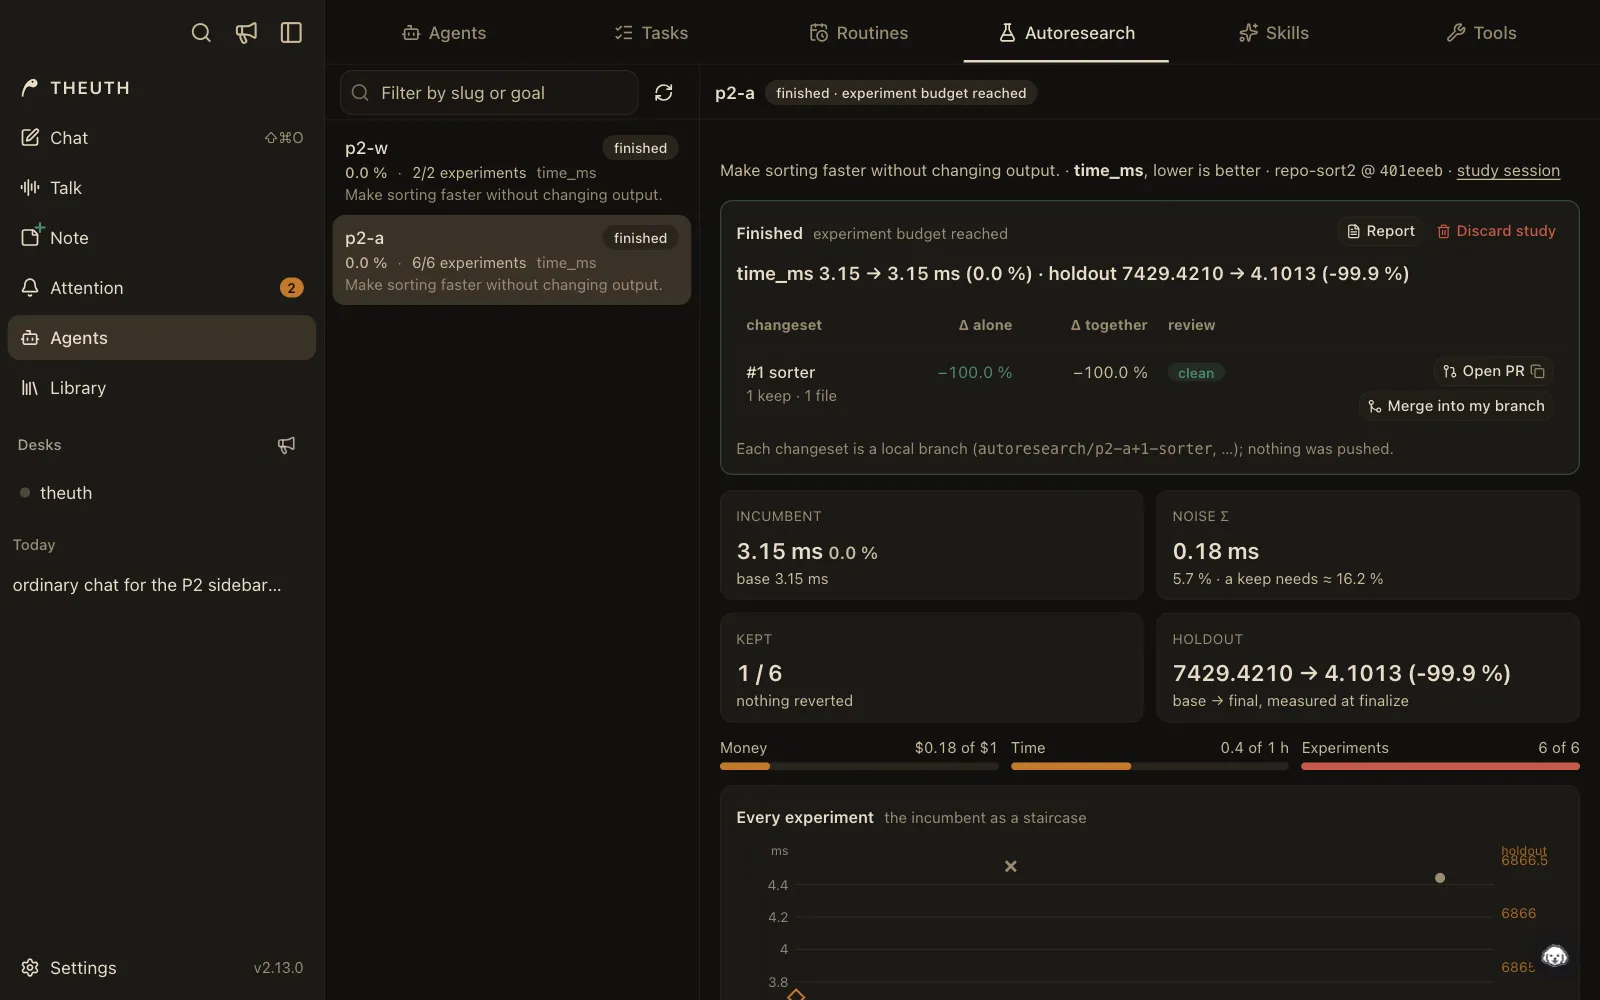 Agents
Tasks
Routines
Autoresearch
Skills
Tools
THEUTH
Chat
⇧⌘O
Talk
Note
Attention
2
Agents
Library
Desks
theuth
Today
ordinary chat for the P2 sidebar...
Settings
v2.13.0
Filter by slug or goal
p2-w
finished
0.0 % · 2/2 experiments time_ms
Make sorting faster without changing output.
p2-a
finished
0.0 % · 6/6 experiments time_ms
Make sorting faster without changing output.
p2-a
finished · experiment budget reached
Make sorting faster without changing output. · time_ms, lower is better · repo-sort2 @ 401eeeb · study session
Finished experiment budget reached
Report
Discard study
time_ms 3.15 → 3.15 ms (0.0 %) · holdout 7429.4210 → 4.1013 (-99.9 %)
changeset Δ alone Δ together review
#1 sorter −100.0 % −100.0 % clean
Open PR
1 keep · 1 file
Merge into my branch
Each changeset is a local branch (autoresearch/p2-a+1-sorter, …); nothing was pushed.
INCUMBENT
3.15 ms 0.0 %
base 3.15 ms
NOISE Σ
0.18 ms
5.7 % · a keep needs ≈ 16.2 %
KEPT
1 / 6
nothing reverted
HOLDOUT
7429.4210 → 4.1013 (-99.9 %)
base → final, measured at finalize
Money $0.18 of $1
Time 0.4 of 1 h
Experiments 6 of 6
Every experiment the incumbent as a staircase
ms
holdout
6866.5
4.4
4.2
6866
4
3.8